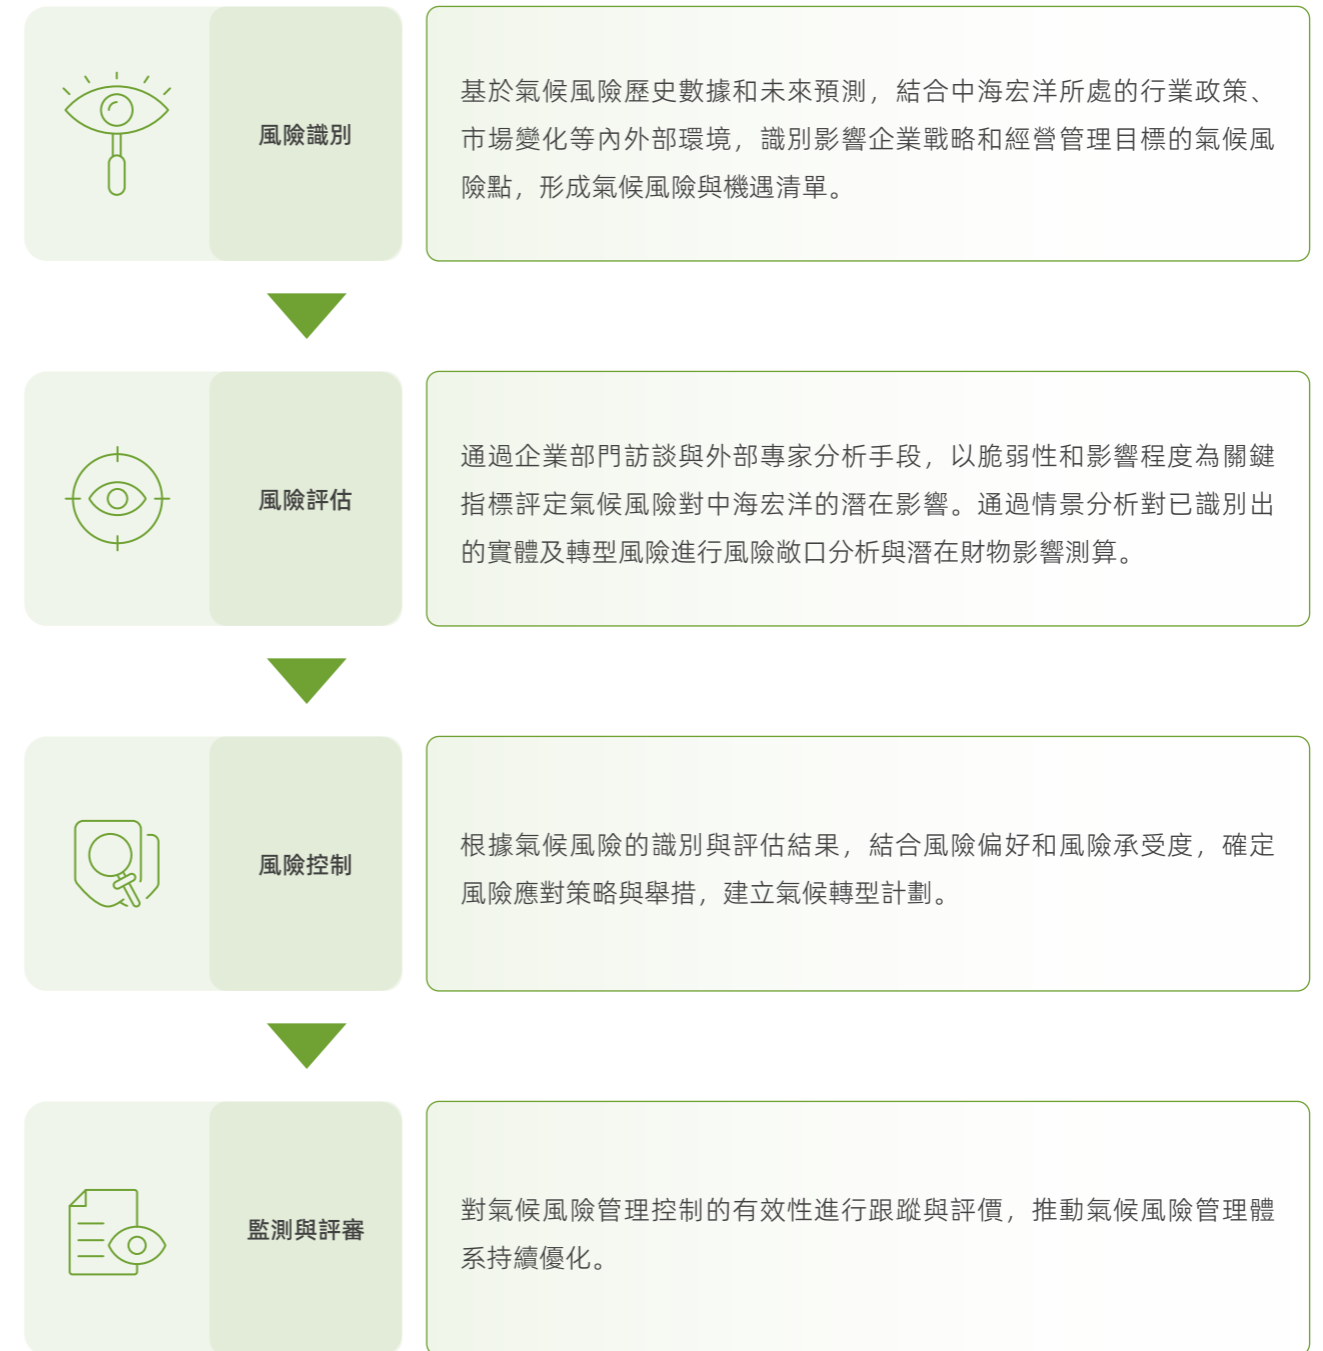 風險識別
基於氣候風險歷史數據和未來預測，結合中海宏洋所處的行業政策、
市場變化等內外部環境，識別影響企業戰略和經營管理目標的氣候風
險點，形成氣候風險與機遇清單。
風險評估
通過企業部門訪談與外部專家分析手段，以脆弱性和影響程度為關鍵
指標評定氣候風險對中海宏洋的潛在影響。通過情景分析對已識別出
的實體及轉型風險進行風險敞口分析與潛在財物影響測算。
風險控制
根據氣候風險的識別與評估結果，結合風險偏好和風險承受度，確定
風險應對策略與舉措，建立氣候轉型計劃。
監測與評審
對氣候風險管理控制的有效性進行跟蹤與評價，推動氣候風險管理體
系持續優化。